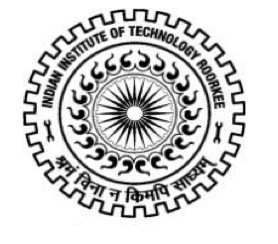 INDIAN INSTITUTE OF TECHNOLOGY ROORKEE
श्रमं विना न किमपि साध्यम्